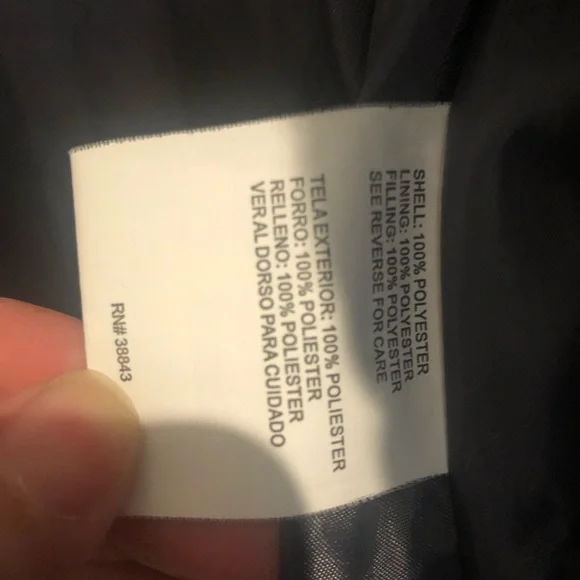 SHELL: 100% POLYESTER
LINING: 100% POLYESTER
FILLING: 100% POLYESTER
SEE REVERSE FOR CARE
TELA EXTERIOR: 100% POLIESTER
FORRO: 100% POLIESTER
RELLENO: 100% POLIESTER
VER AL DORSO PARA CUIDADO
RN# 38843